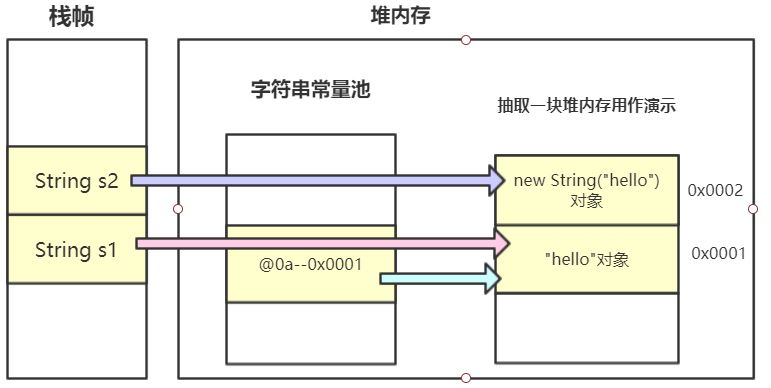 栈帧
堆内存
字符串常量池
抽取一块堆内存用作演示
String s2
new String("hello")
对象
0x0002
String s1
@0a--0x0001
"hello"对象
0x0001